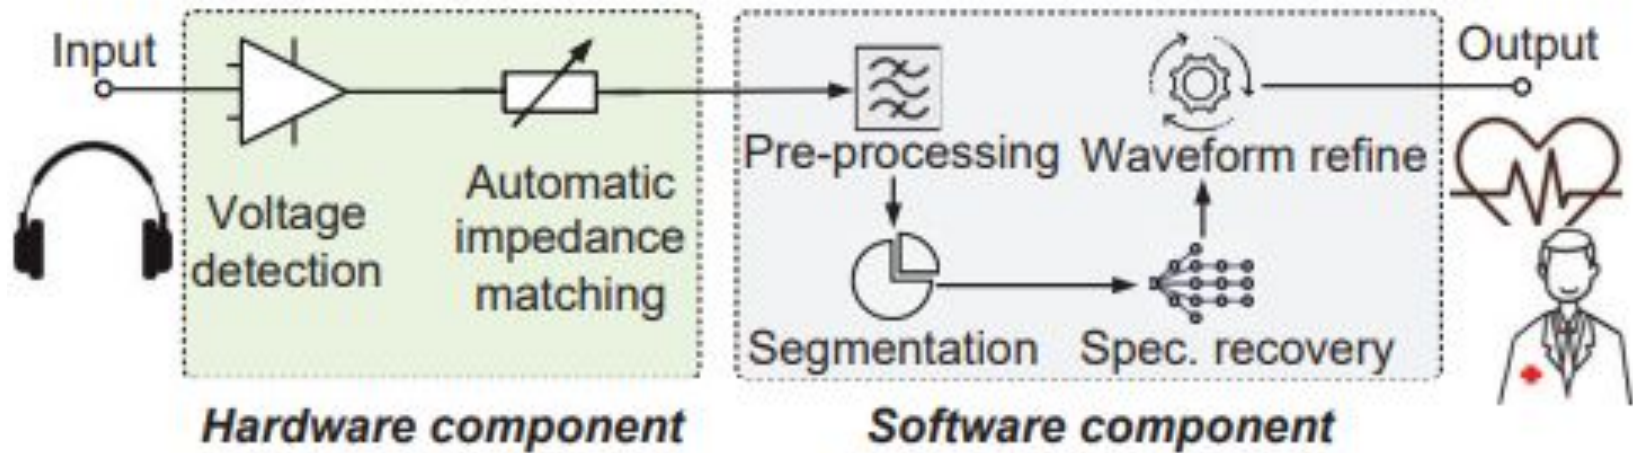 Input
Voltage
detection
Automatic
impedance
matching
Hardware component
Pre-processing
Segmentation
Spec. recovery
Waveform refine
Software component
Output